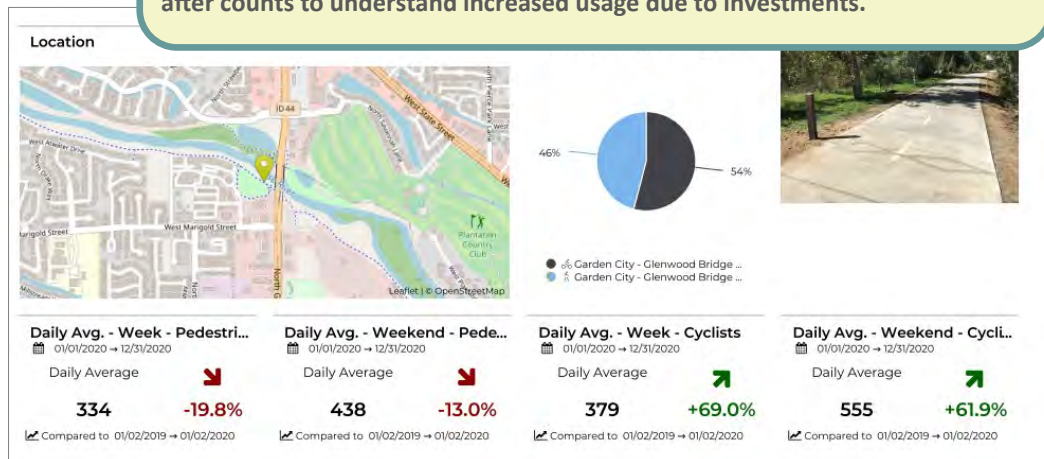 after counts to understand increased usage due to investments.
Location
ID 44
West State Street
West Atwater Drive
West Marigold Street
Marigold Street
Plantation
Country
Club
North G
Leaflet | © OpenStreetMap
46%
54%
Garden City - Glenwood Bridge ...
Garden City - Glenwood Bridge ...
Daily Avg. - Week - Pedestri...
01/01/2020 → 12/31/2020
Daily Average
334
-19.8%
Compared to 01/02/2019 → 01/02/2020
Daily Avg. - Weekend - Pede...
01/01/2020 → 12/31/2020
Daily Average
438
-13.0%
Compared to 01/02/2019 → 01/02/2020
Daily Avg. - Week - Cyclists
01/01/2020 → 12/31/2020
Daily Average
379
+69.0%
Compared to 01/02/2019 → 01/02/2020
Daily Avg. - Weekend - Cycli...
01/01/2020 → 12/31/2020
Daily Average
555
+61.9%
Compared to 01/02/2019 → 01/02/2020